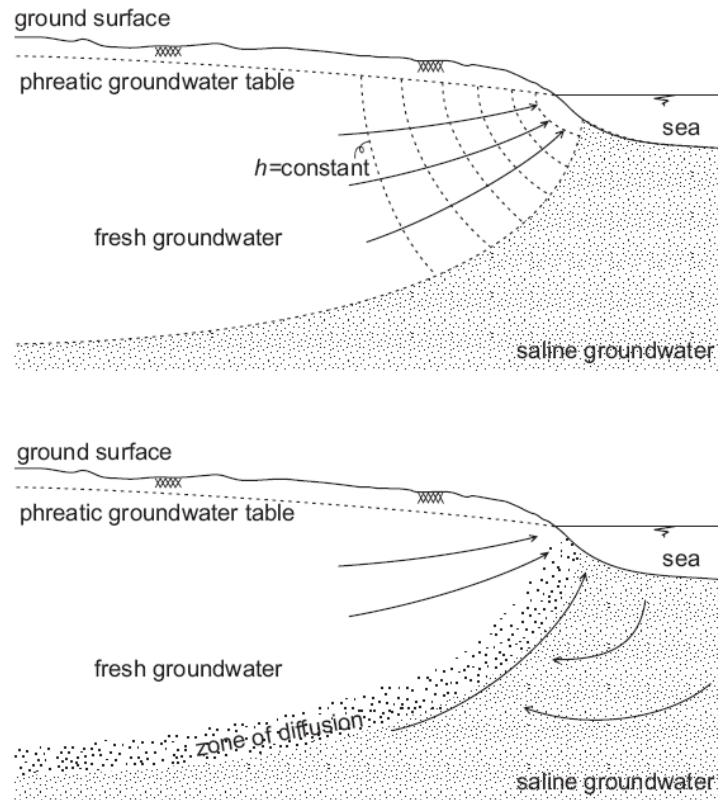 ground surface
phreatic groundwater table
sea
h=constant
fresh groundwater
saline groundwater
ground surface
phreatic groundwater table
sea
fresh groundwater
zone of diffusion
saline groundwater